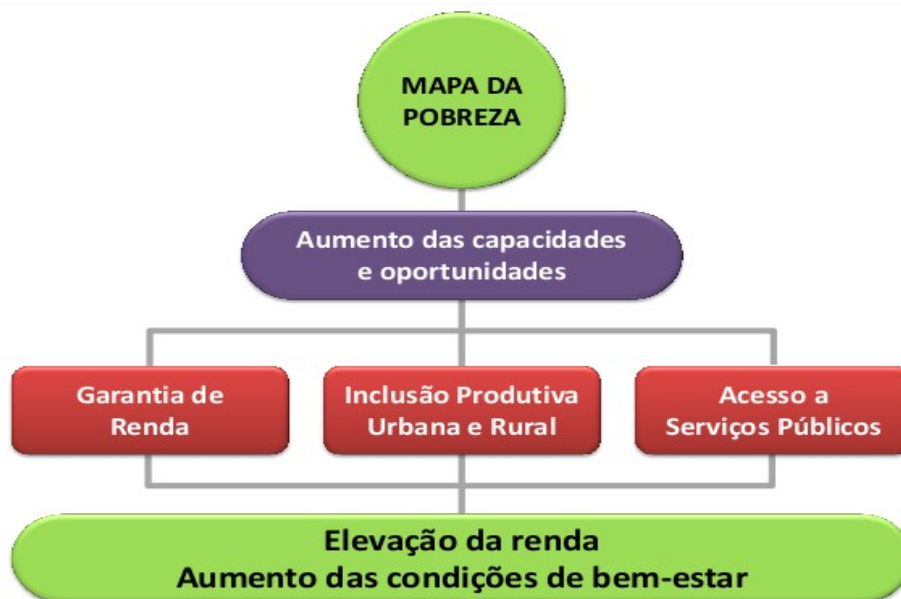 MAPA DA
POBREZA
Aumento das capacidades
e oportunidades
Garantia de
Renda
Inclusão Produtiva
Urbana e Rural
Acesso a
Serviços Públicos
Elevação da renda
Aumento das condições de bem-estar